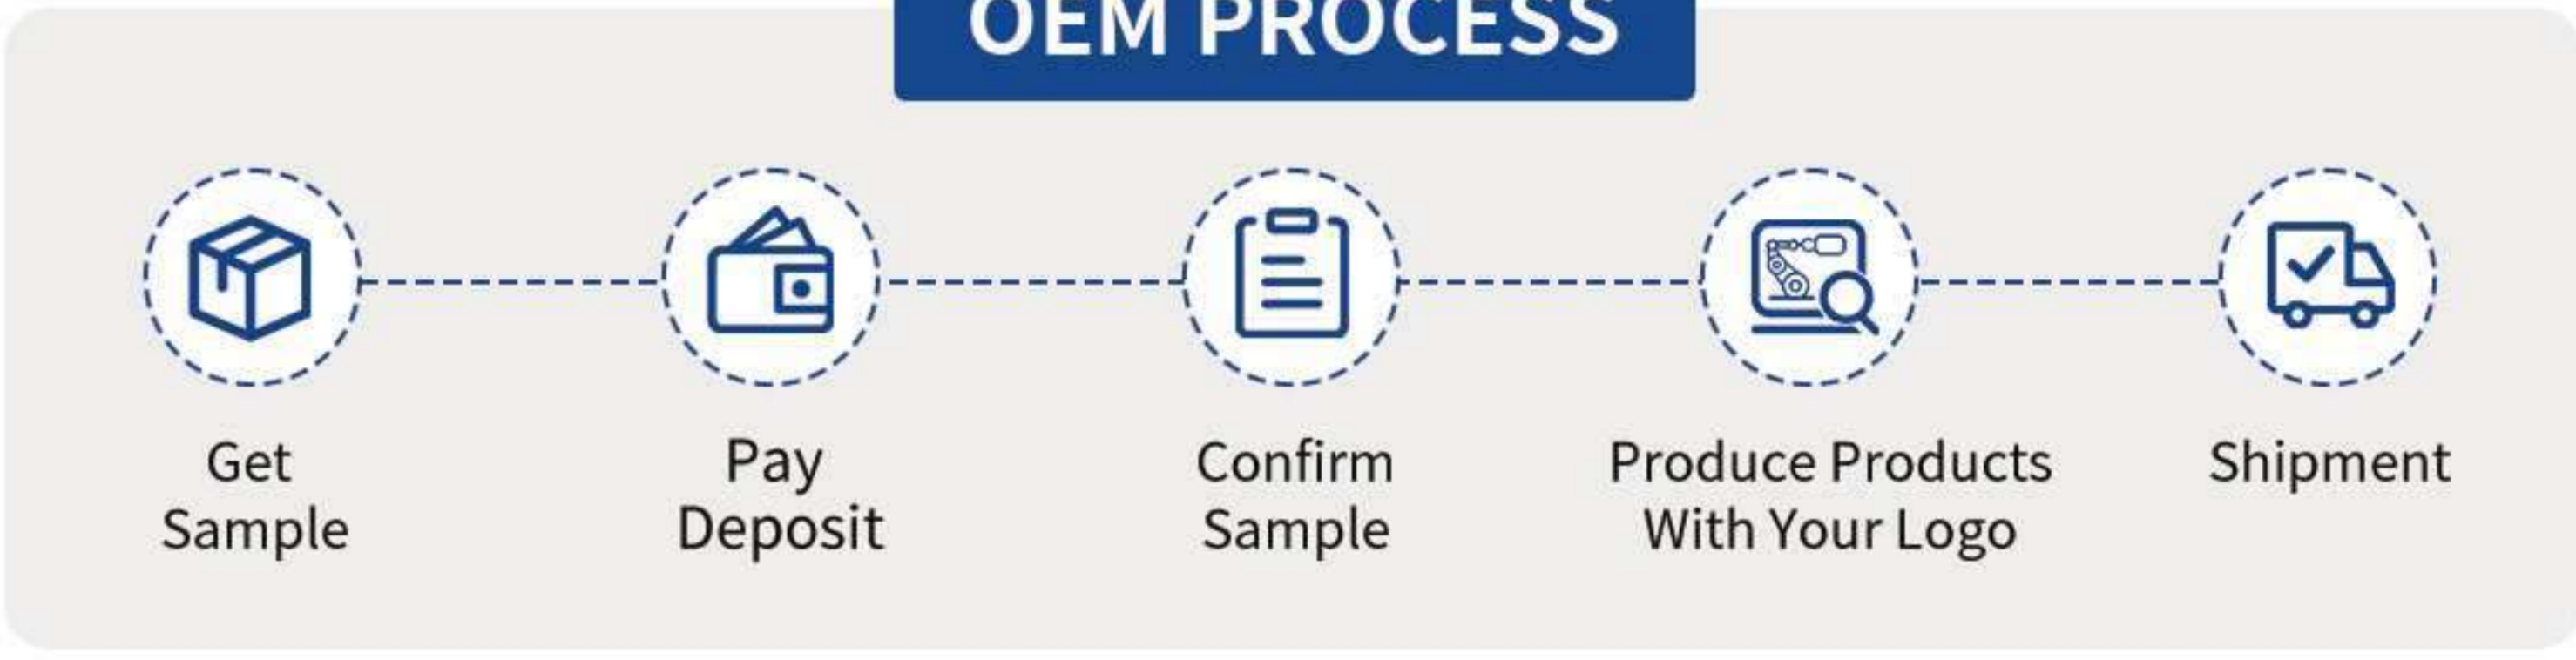 OEM PROCESS
Get
Sample
Pay
Deposit
Confirm
Sample
Produce Products
With Your Logo
Shipment